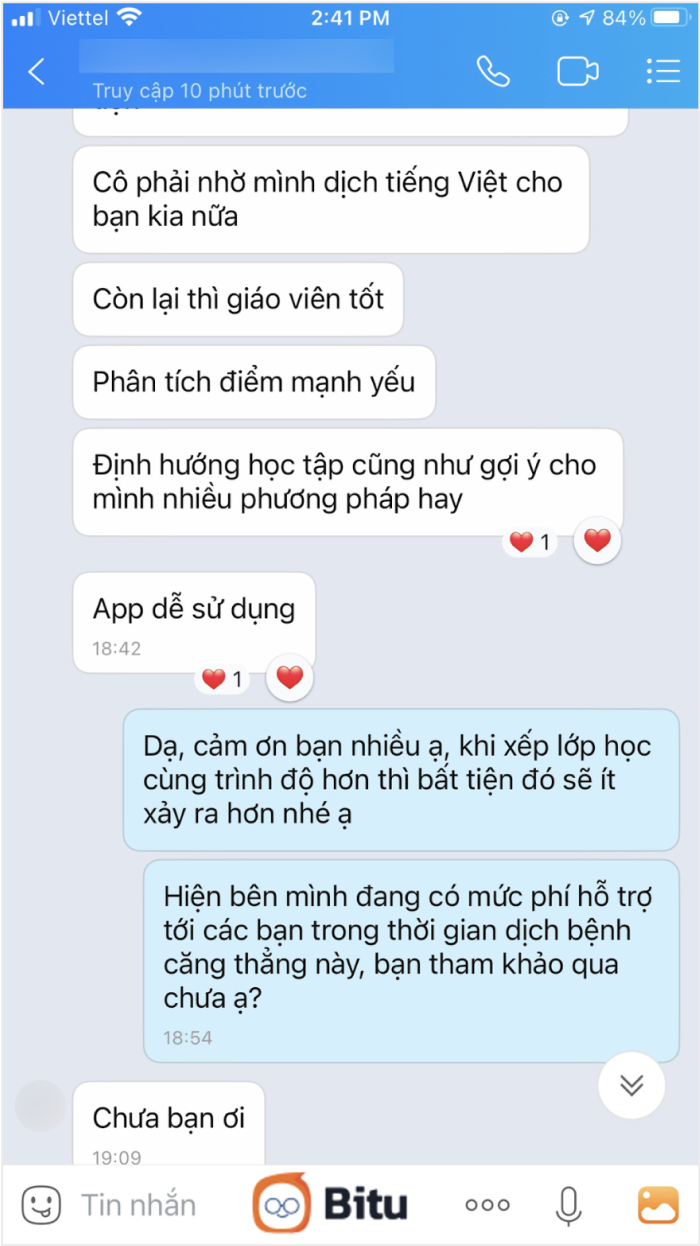 Viettel
2:41 PM
84%
Truy cập 10 phút trước
Cô phải nhờ mình dịch tiếng Việt cho
bạn kia nữa
Còn lại thì giáo viên tốt
Phân tích điểm mạnh yếu
Định hướng học tập cũng như gợi ý cho
mình nhiều phương pháp hay
1
App dễ sử dụng
18:42
1
Dạ, cảm ơn bạn nhiều ạ, khi xếp lớp học
cùng trình độ hơn thì bất tiện đó sẽ ít
xảy ra hơn nhé ạ
Hiện bên mình đang có mức phí hỗ trợ
tới các bạn trong thời gian dịch bệnh
căng thẳng này, bạn tham khảo qua
chưa ạ?
18:54
Chưa bạn ơi
19:09
Tin nhắn
Bitu